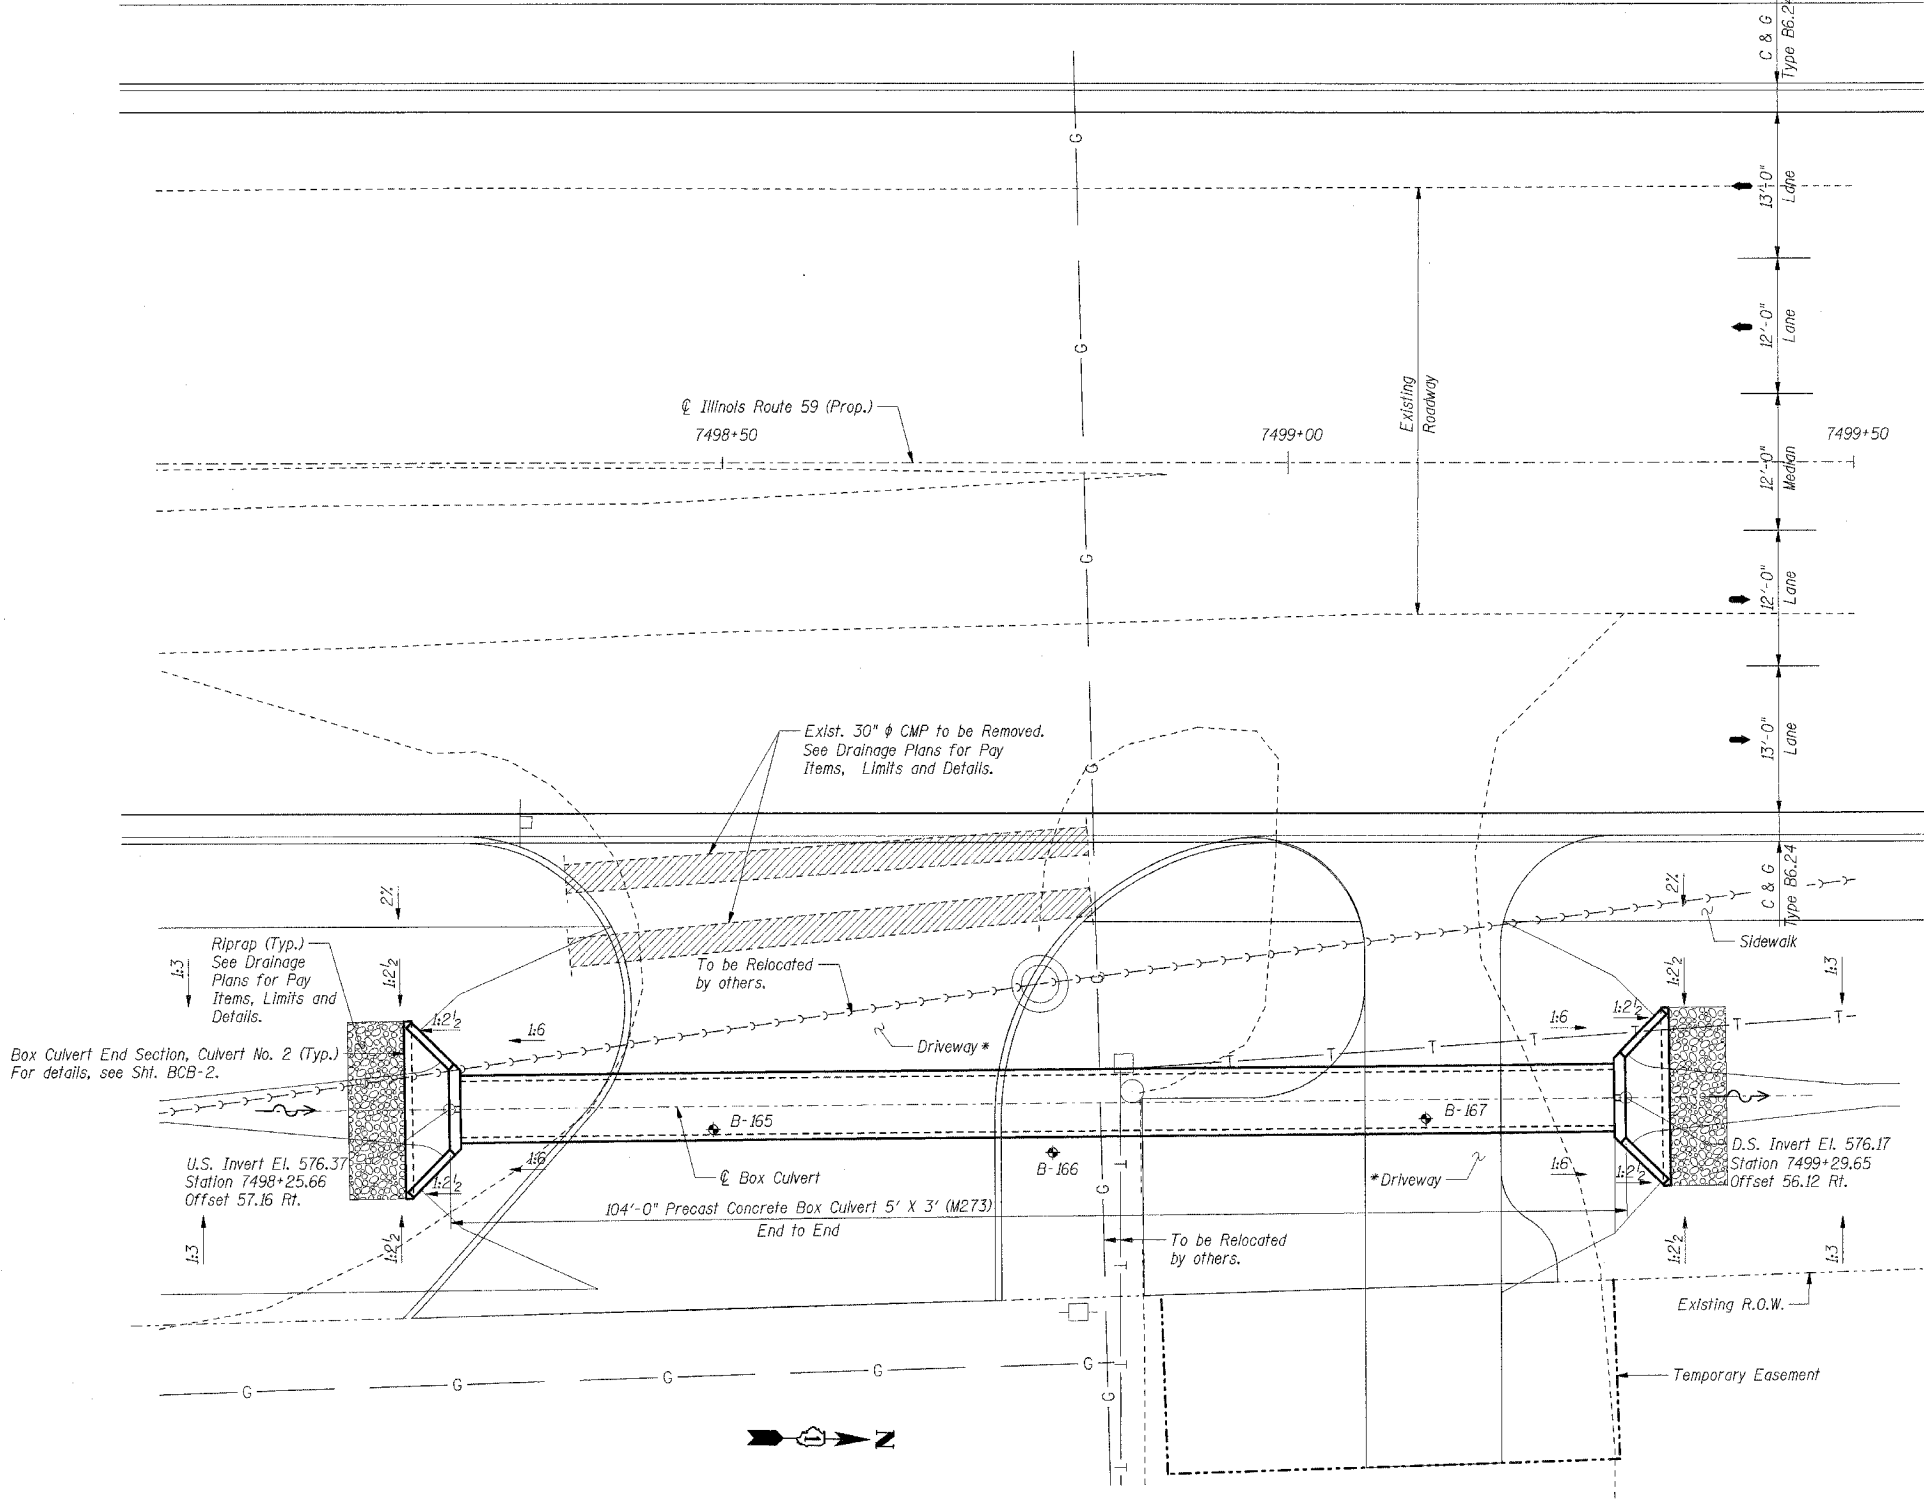 C & G
Type B6.24
13'-0"
Lane
12'-0"
Lane
12'-0"
Median
12'-0"
Lane
13'-0"
Lane
C & G
Type B6.24
G
G
G
G
G
G
G
G
G
G
G
G
Existing
Roadway
℄ Illinois Route 59 (Prop.)
7498+50
7499+00
7499+50
Exist. 30" ϕ CMP to be Removed.
See Drainage Plans for Pay
Items, Limits and Details.
2%
2%
Sidewalk
Riprap (Typ.)
See Drainage
Plans for Pay
Items, Limits and
Details.
1:3
1:2½
To be Relocated
by others.
1:2½
1:3
1:2½
1:6
Driveway *
1:6
1:2½
T
T
T
T
T
T
Box Culvert End Section, Culvert No. 2 (Typ.)
For details, see Sht. BCB-2.
B-165
B-166
B-167
U.S. Invert El. 576.37
Station 7498+25.66
Offset 57.16 Rt.
1:6
1:2½
℄ Box Culvert
*Driveway
1:6
1:2½
D.S. Invert El. 576.17
Station 7499+29.65
Offset 56.12 Rt.
104'-0" Precast Concrete Box Culvert 5' X 3' (M273)
End to End
1:3
1:2½
To be Relocated
by others.
1:2½
1:3
T
T
T
T
Existing R.O.W.
Temporary Easement
N